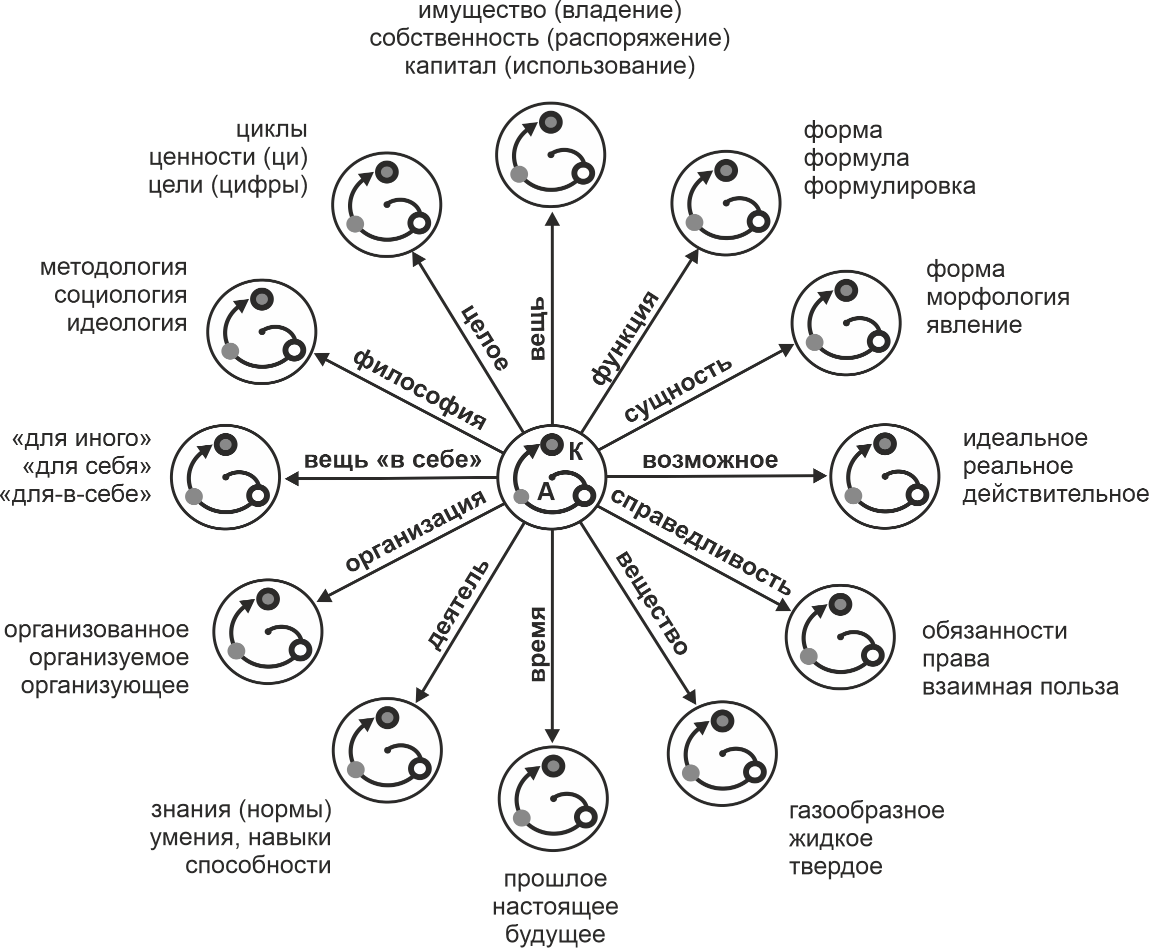 имущество (владение)
собственность (распоряжение)
капитал (использование)
циклы
ценности (ци)
цели (цифры)
форма
формула
формулировка
методология
социология
идеология
форма
морфология
явление
целое
вещь
функция
философия
сущность
«для иного»
«для себя»
«для-в-себе»
вещь «в себе»
К
А
возможное
идеальное
реальное
действительное
организация
справедливость
деятель
время
вещество
организованное
организуемое
организующее
обязанности
права
взаимная польза
знания (нормы)
умения, навыки
способности
прошлое
настоящее
будущее
газообразное
жидкое
твердое